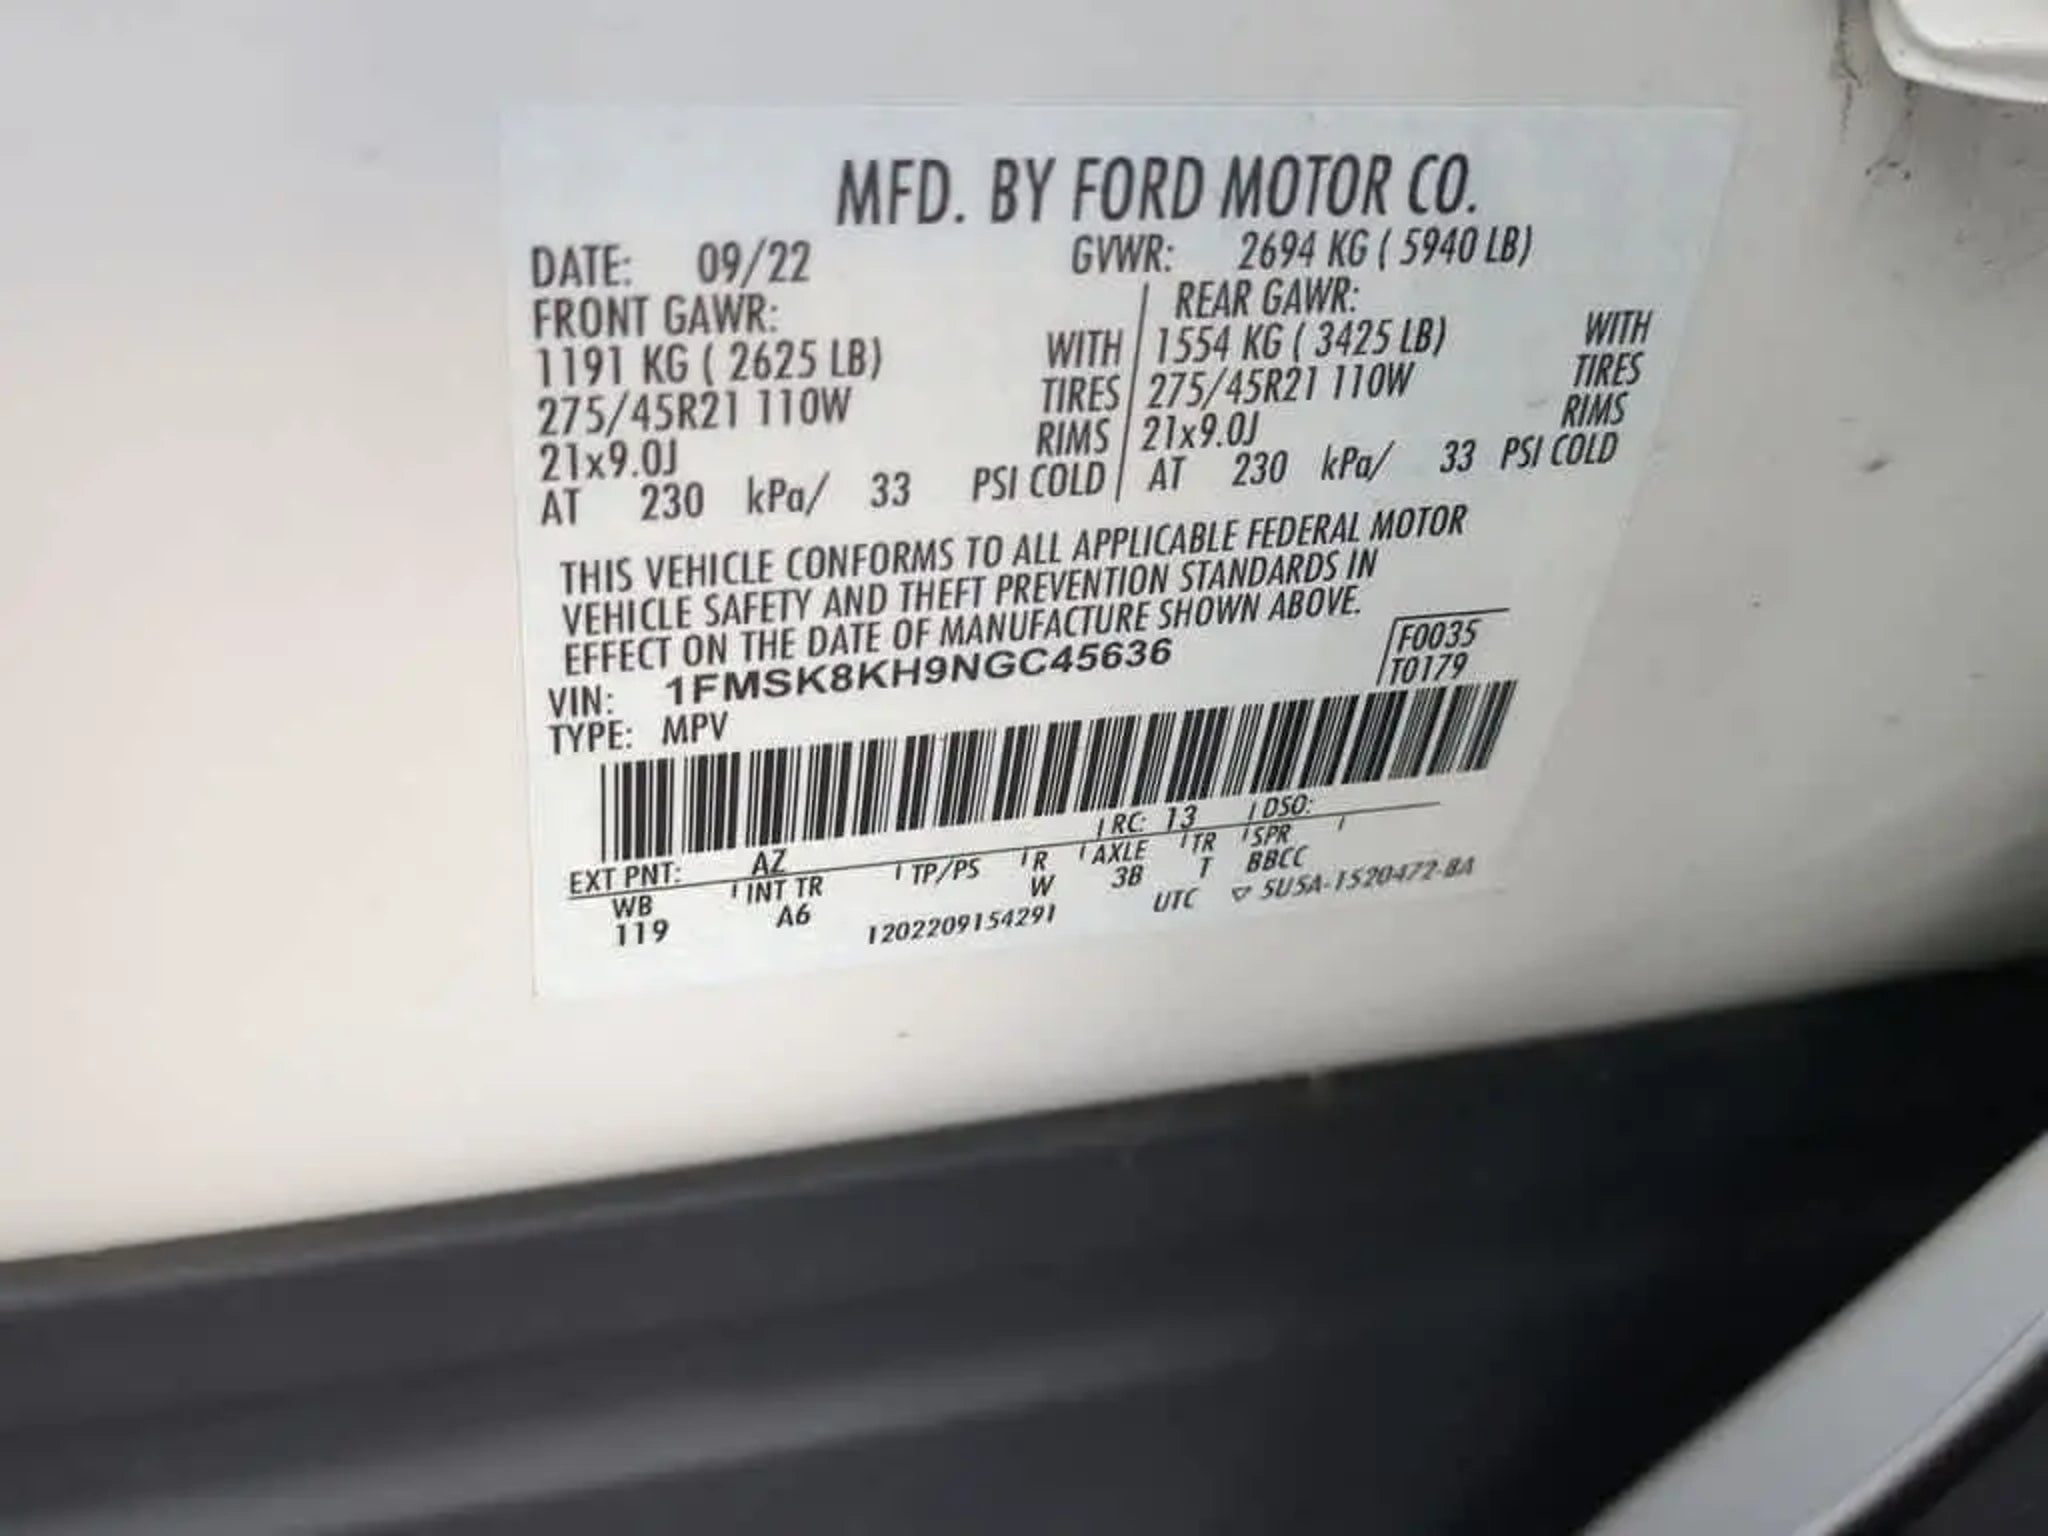 MFD. BY FORD MOTOR CO.
DATE: 09/22 GVWR: 2694 KG ( 5940 LB)
FRONT GAWR: REAR GAWR:
1191 KG ( 2625 LB) WITH 1554 KG ( 3425 LB) WITH
275/45R21 110W TIRES 275/45R21 110W TIRES
21x9.0J RIMS 21x9.0J RIMS
AT 230 kPa/ 33 PSI COLD AT 230 kPa/ 33 PSI COLD
THIS VEHICLE CONFORMS TO ALL APPLICABLE FEDERAL MOTOR
VEHICLE SAFETY AND THEFT PREVENTION STANDARDS IN
EFFECT ON THE DATE OF MANUFACTURE SHOWN ABOVE.
VIN: 1FMSK8KH9NGC45636 F0035
TYPE: MPV T0179
EXT PNT: AZ RC: 13 DSO:
WB INT TR TP/PS R AXLE TR SPR
119 A6 W 3B T BBCC
1202209154291 UTC ▽ 5U5A-1520472-BA